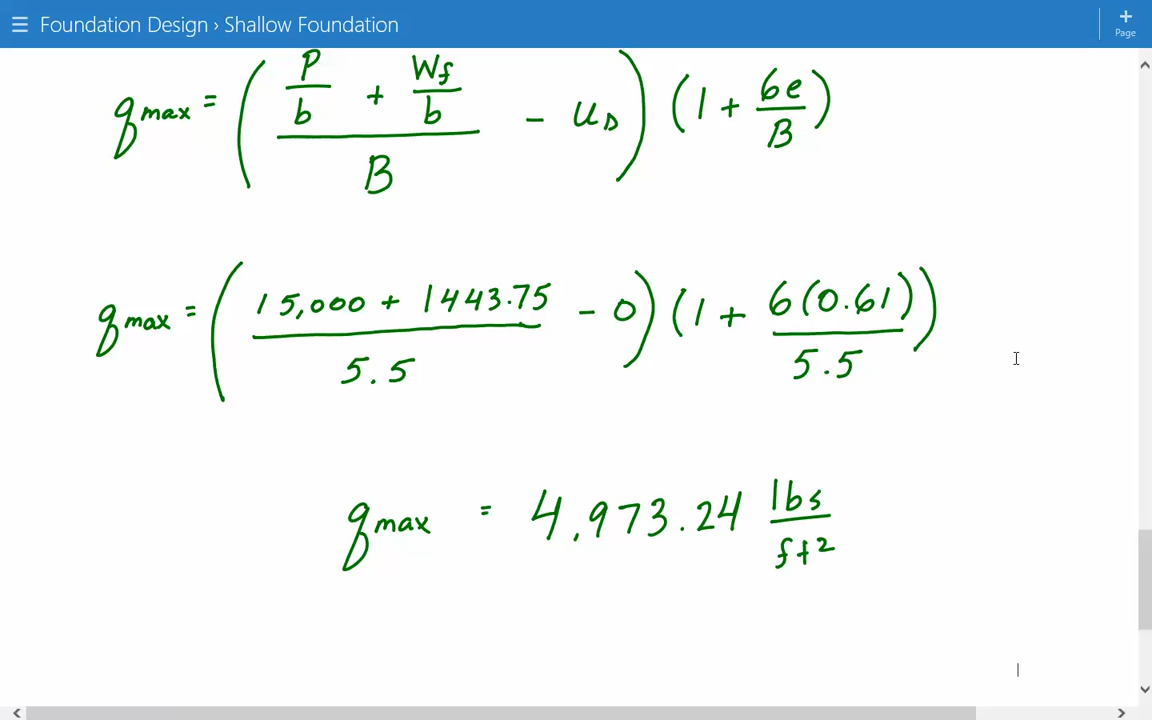 Foundation Design › Shallow Foundation
Page
qmax = ( (P/b + Wf/b)/B - uD ) (1 + 6e/B)
qmax = ( (15,000 + 1443.75)/5.5 - 0 ) (1 + 6(0.61)/5.5)
qmax = 4,973.24 lbs/ft²